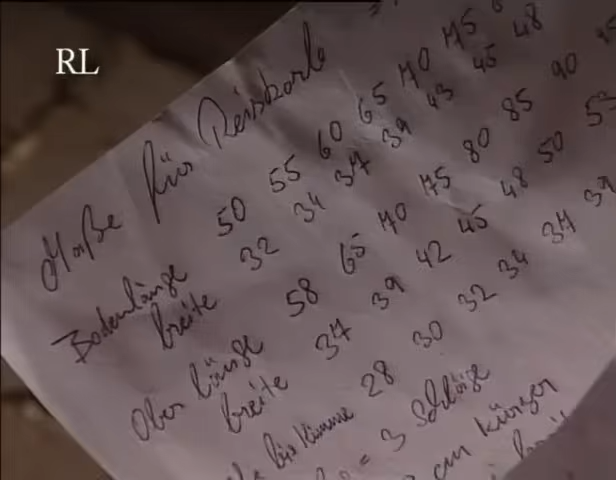 RL
Maße für Reiskorb
Bodenlänge 50 55 60 65 70 75
breite 32 34 37 39 43 45 48
Oben länge 58 65 70 75 80 85 90
breite 37 39 42 45 48 50
bis Kimme 28 30 32 34 37 39
= 3 Schläge
cm kürzer